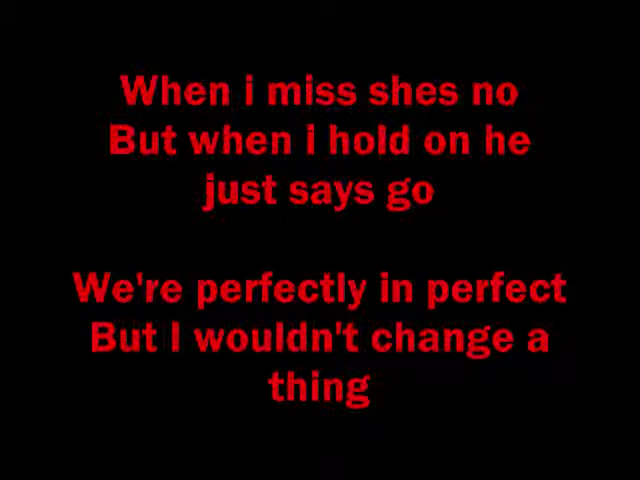 When i miss shes no
But when i hold on he
just says go
We're perfectly in perfect
But I wouldn't change a
thing